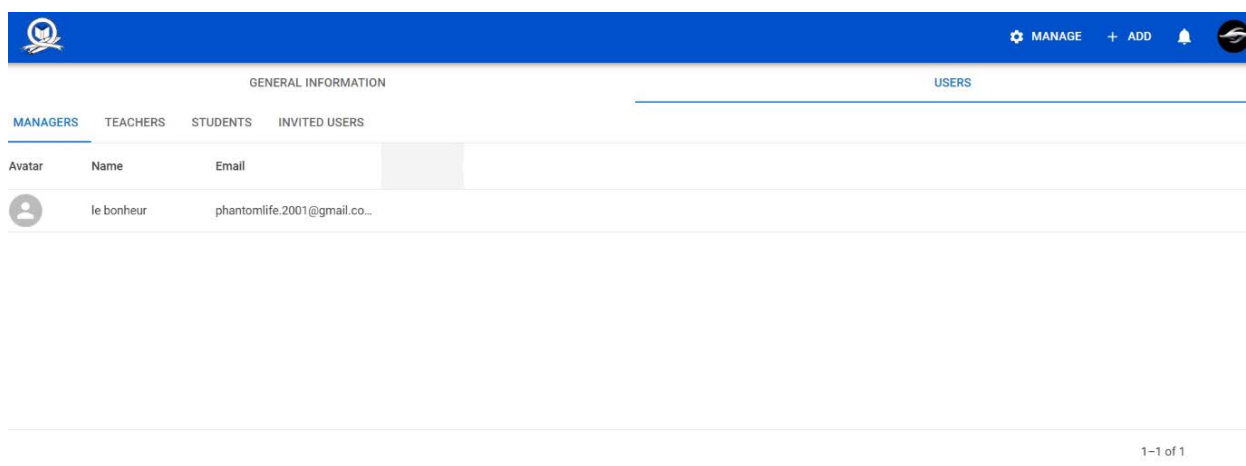 MANAGE + ADD
GENERAL INFORMATION USERS
MANAGERS TEACHERS STUDENTS INVITED USERS
Avatar Name Email
le bonheur phantomlife.2001@gmail.co...
1–1 of 1